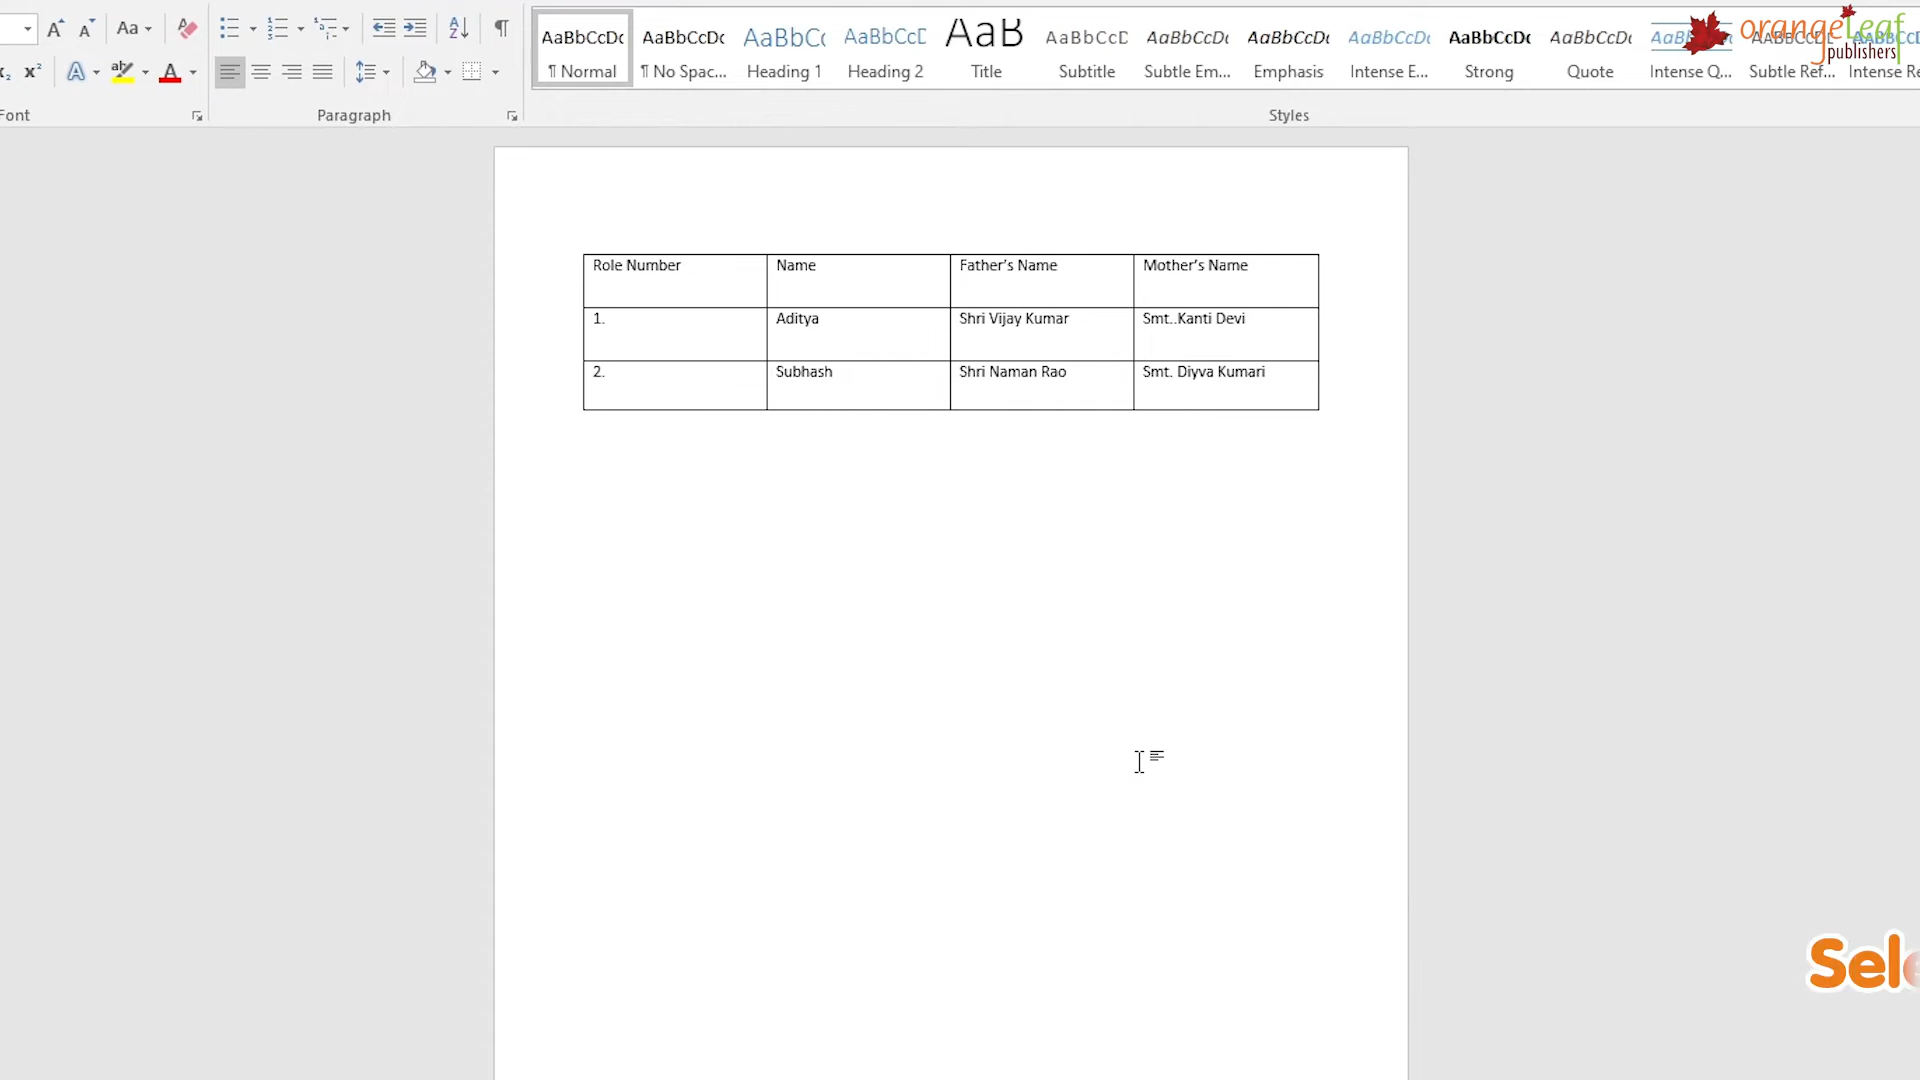 Aa
AaBbCcDc AaBbCcDc AaBbC( AaBbCcD AaB AaBbCcD AaBbCcDc AaBbCcDc AaBbCcDc AaBbCcDc AaBbCcDc
¶ Normal ¶ No Spac... Heading 1 Heading 2 Title Subtitle Subtle Em... Emphasis Intense E... Strong Quote Intense Q... Subtle Ref... Intense Re
orangeLeaf
publishers
Font Paragraph Styles
Role Number Name Father's Name Mother's Name
1. Aditya Shri Vijay Kumar Smt..Kanti Devi
2. Subhash Shri Naman Rao Smt. Diyva Kumari
Sel